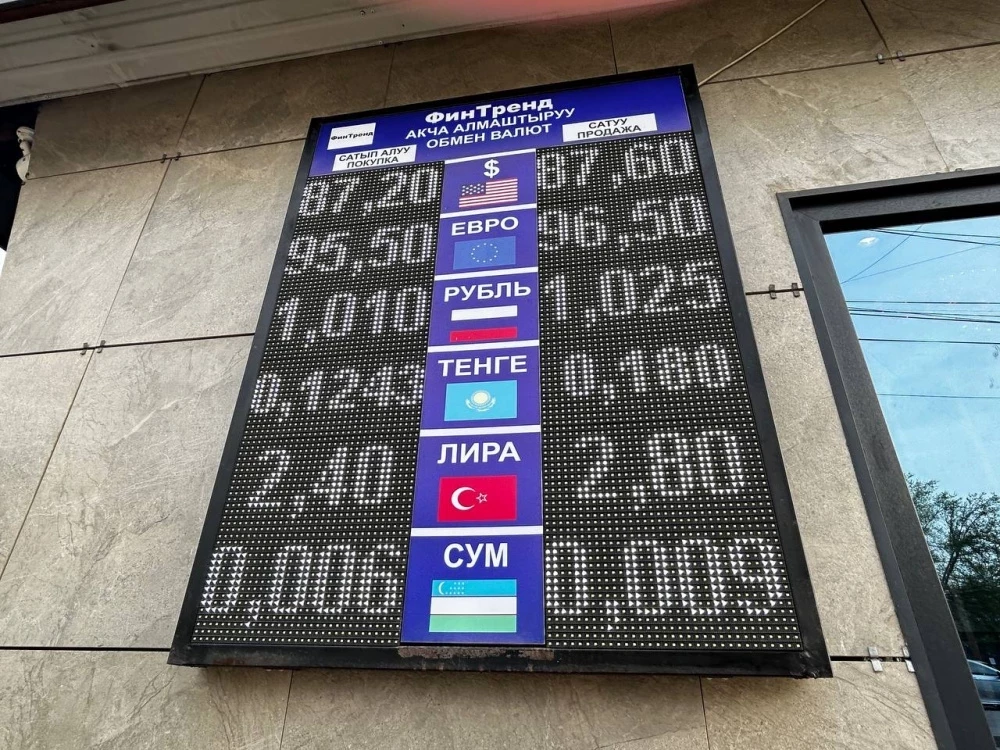 ФинТренд
АКЧА АЛМАШТЫРУУ
ОБМЕН ВАЛЮТ
ФинТренд
САТЫП АЛУУ
ПОКУПКА
САТУУ
ПРОДАЖА
87,20 $ 87,60
95,50 ЕВРО 96,50
1,010 РУБЛЬ 1,025
0,1243 ТЕНГЕ 0,160
2,40 ЛИРА 2,80
0,006 СУМ 0,009